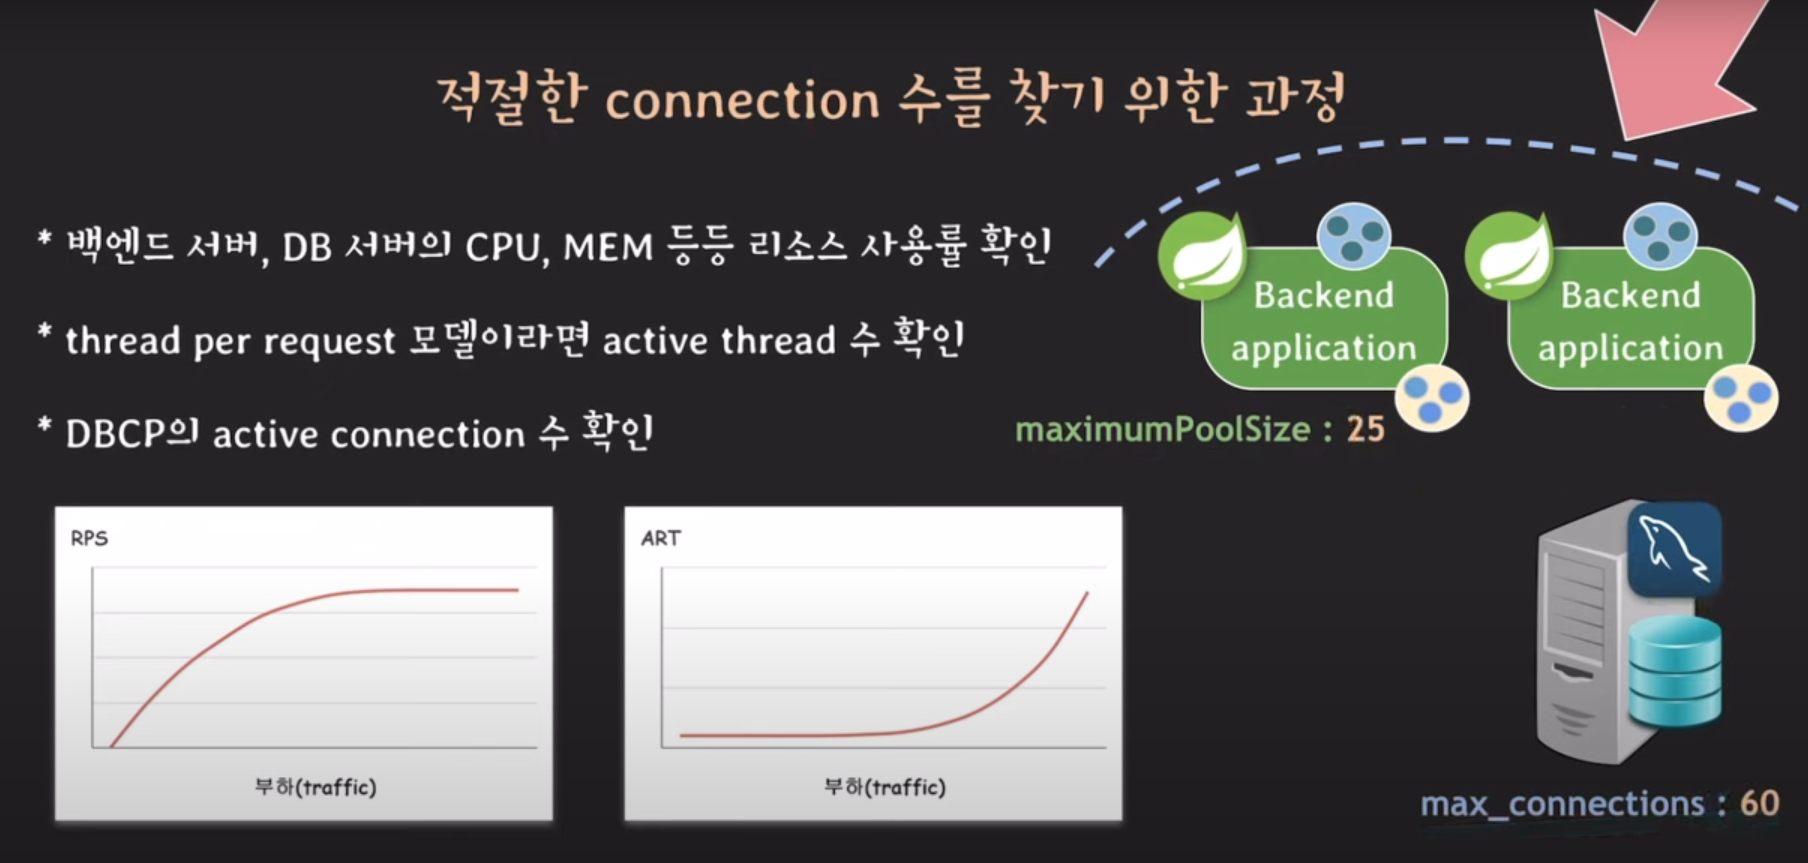 적절한 connection 수를 찾기 위한 과정
* 백엔드 서버, DB 서버의 CPU, MEM 등등 리소스 사용률 확인
* thread per request 모델이라면 active thread 수 확인
* DBCP의 active connection 수 확인
Backend
application
Backend
application
maximumPoolSize : 25
RPS
부하(traffic)
ART
부하(traffic)
max_connections : 60